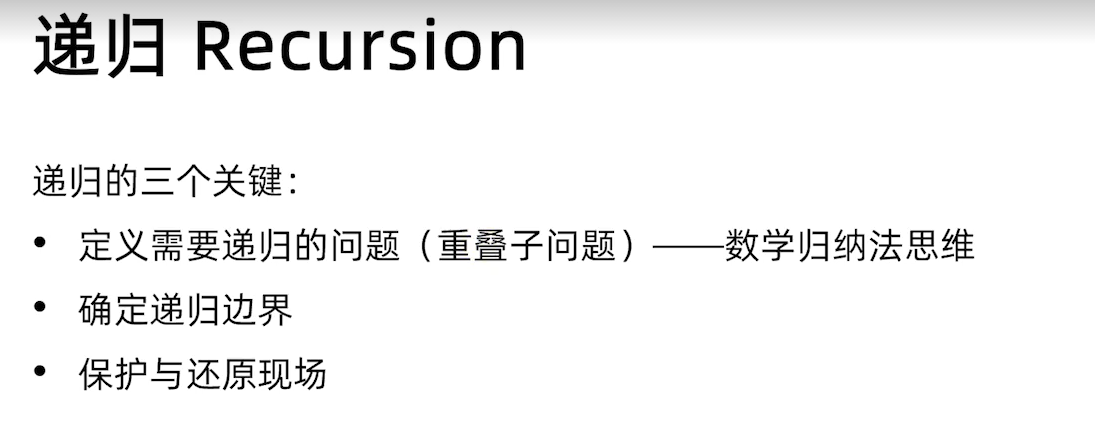 递归 Recursion
递归的三个关键：
• 定义需要递归的问题（重叠子问题）——数学归纳法思维
• 确定递归边界
• 保护与还原现场